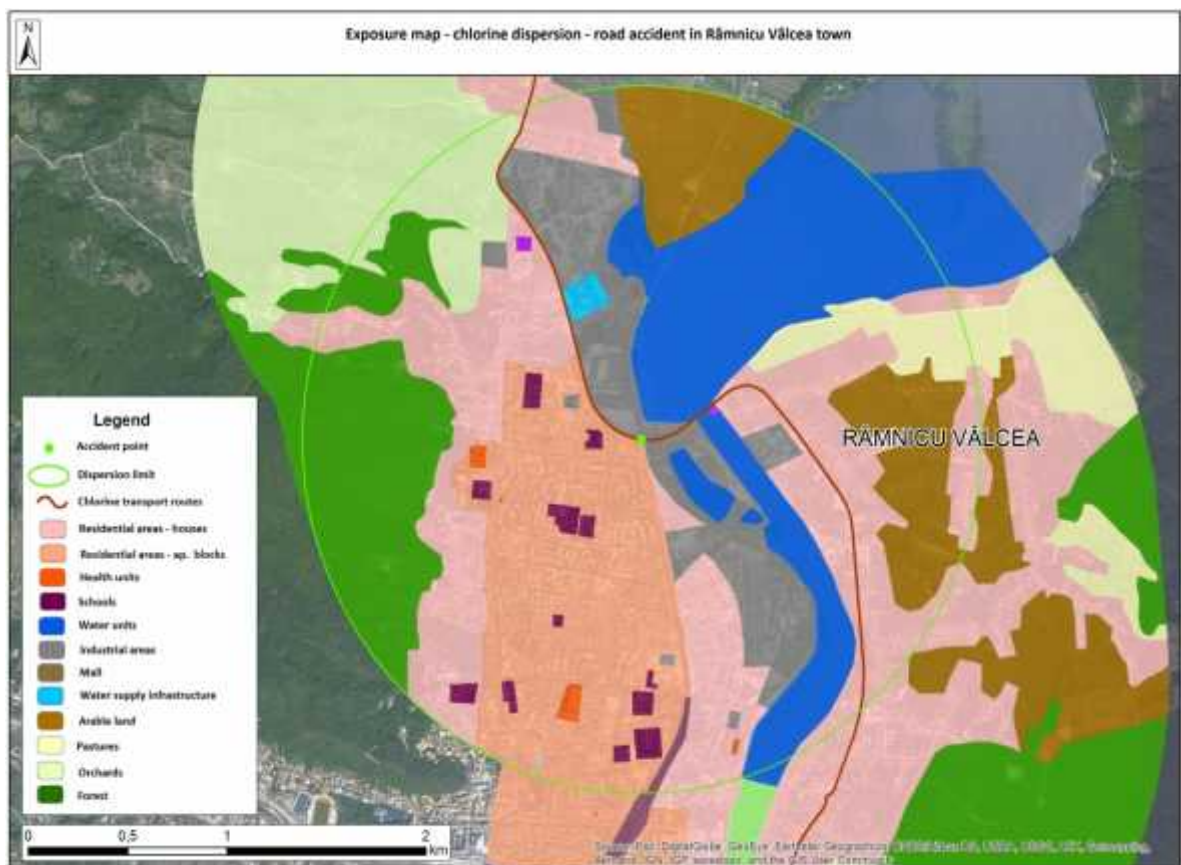 N
Exposure map - chlorine dispersion - road accident in Râmnicu Vâlcea town
RÂMNICU VÂLCEA
Legend
Accident point
Dispersion limit
Chlorine transport routes
Residential areas - houses
Residential areas - ap. blocks
Health units
Schools
Water units
Industrial areas
Mall
Water supply infrastructure
Arable land
Pastures
Orchards
Forest
0 0,5 1 2
km